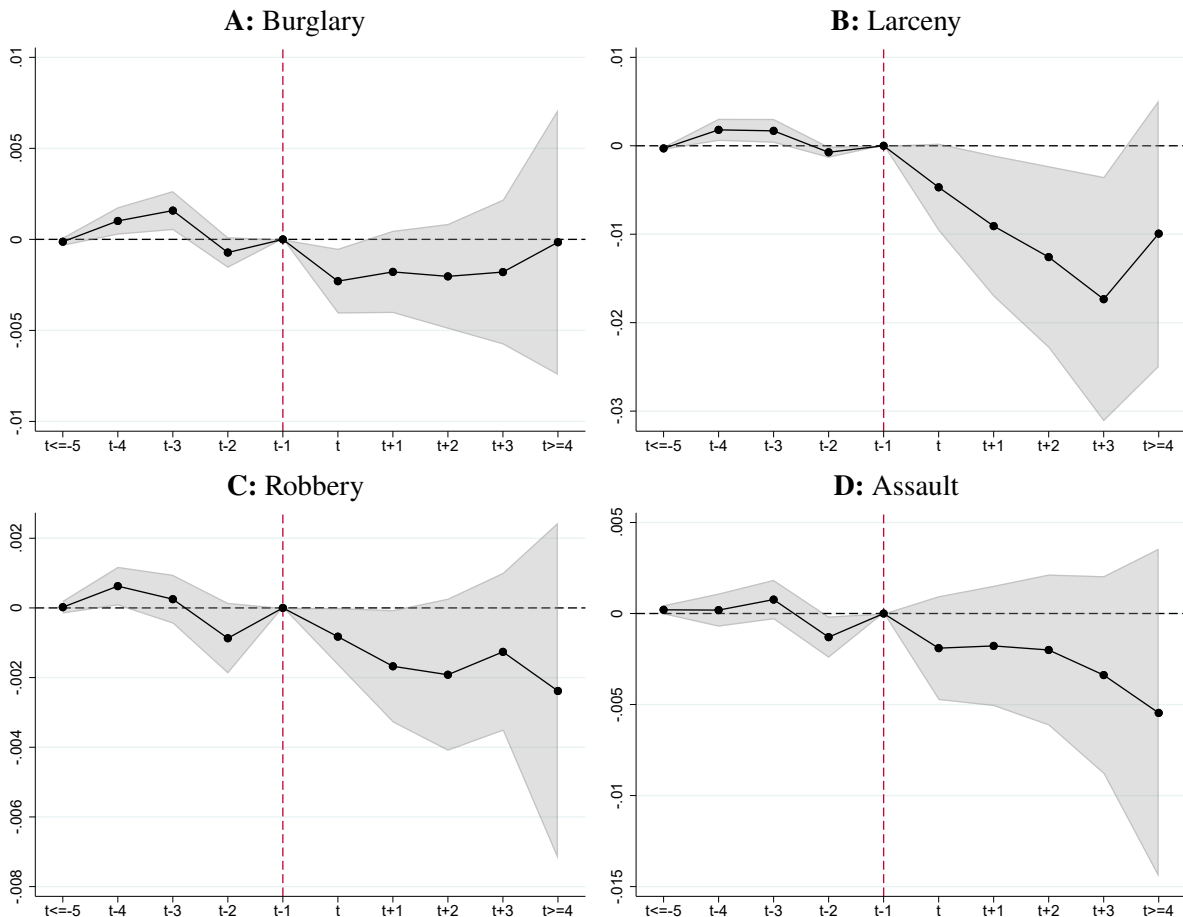 A: Burglary
.01
.005
0
-.005
-.01
t<=-5 t-4 t-3 t-2 t-1 t t+1 t+2 t+3 t>=4
B: Larceny
.01
0
-.01
-.02
-.03
t<=-5 t-4 t-3 t-2 t-1 t t+1 t+2 t+3 t>=4
C: Robbery
.002
0
-.002
-.004
-.006
-.008
t<=-5 t-4 t-3 t-2 t-1 t t+1 t+2 t+3 t>=4
D: Assault
.005
0
-.005
-.01
-.015
t<=-5 t-4 t-3 t-2 t-1 t t+1 t+2 t+3 t>=4